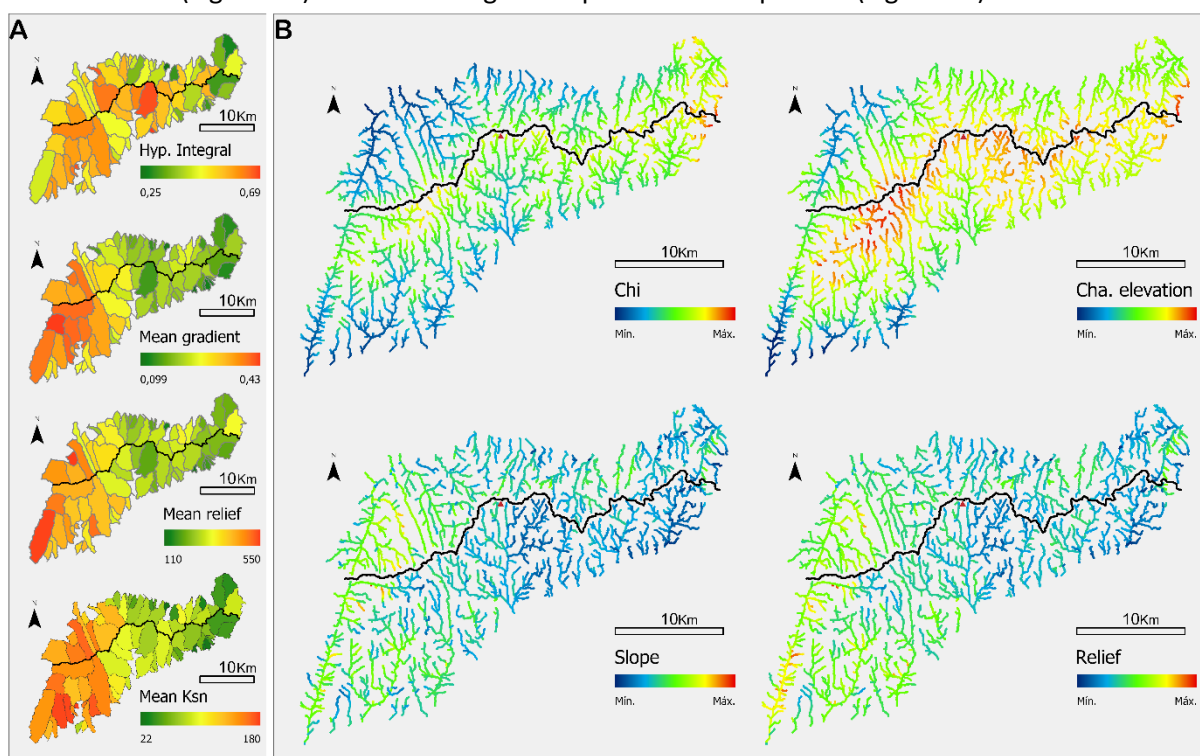 A
N
10Km
Hyp. Integral
0,25 0,69
N
10Km
Mean gradient
0,099 0,43
N
10Km
Mean relief
110 550
N
10Km
Mean Ksn
22 180
B
N
10Km
Chi
Mín. Máx.
N
10Km
Cha. elevation
Mín. Máx.
N
10Km
Slope
Mín. Máx.
N
10Km
Relief
Mín. Máx.